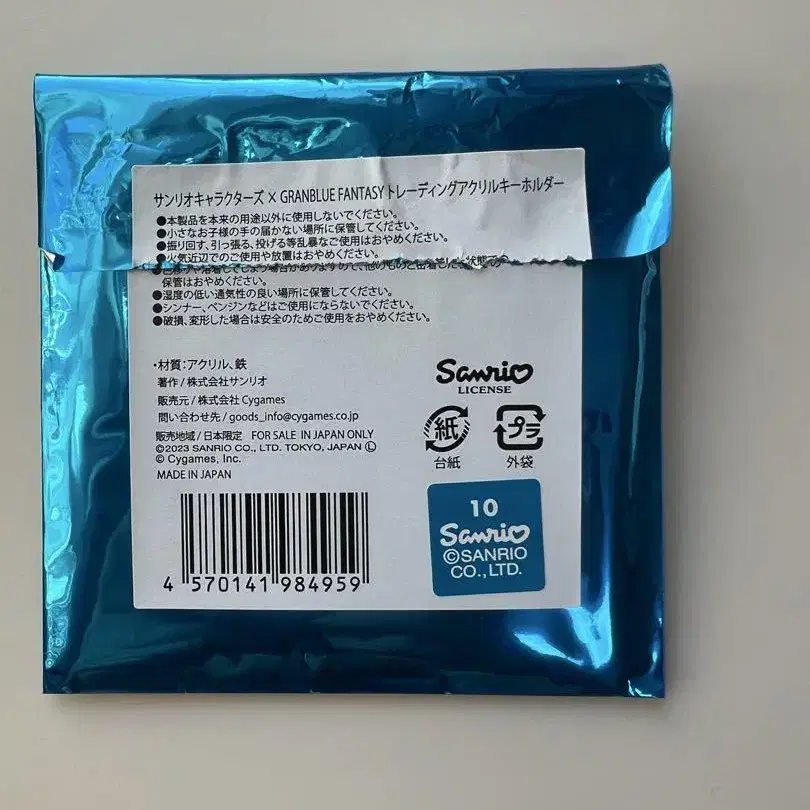 サンリオキャラクターズ × GRANBLUE FANTASY トレーディングアクリルキーホルダー
●本製品を本来の用途以外に使用しないでください。
●小さなお子様の手の届かない場所に保管してください。
●振り回す、引っ張る、投げる等乱暴なご使用はおやめください。
●火気近辺でのご使用や放置はおやめください。
保管はおやめください。
●湿度の低い通気性の良い場所に保管してください。
●シンナー、ベンジンなどはご使用にならないでください。
●破損、変形した場合は安全のためご使用をおやめください。
・材質：アクリル、鉄
著作 / 株式会社サンリオ
販売元 / 株式会社 Cygames
問い合わせ先 / goods_info@cygames.co.jp
販売地域 / 日本限定 FOR SALE IN JAPAN ONLY
©2023 SANRIO CO., LTD. TOKYO, JAPAN Ⓛ
© Cygames, Inc.
MADE IN JAPAN
4 570141 984959
Sanrio
LICENSE
紙
台紙
プラ
外袋
10
Sanrio
©SANRIO
CO.,LTD.